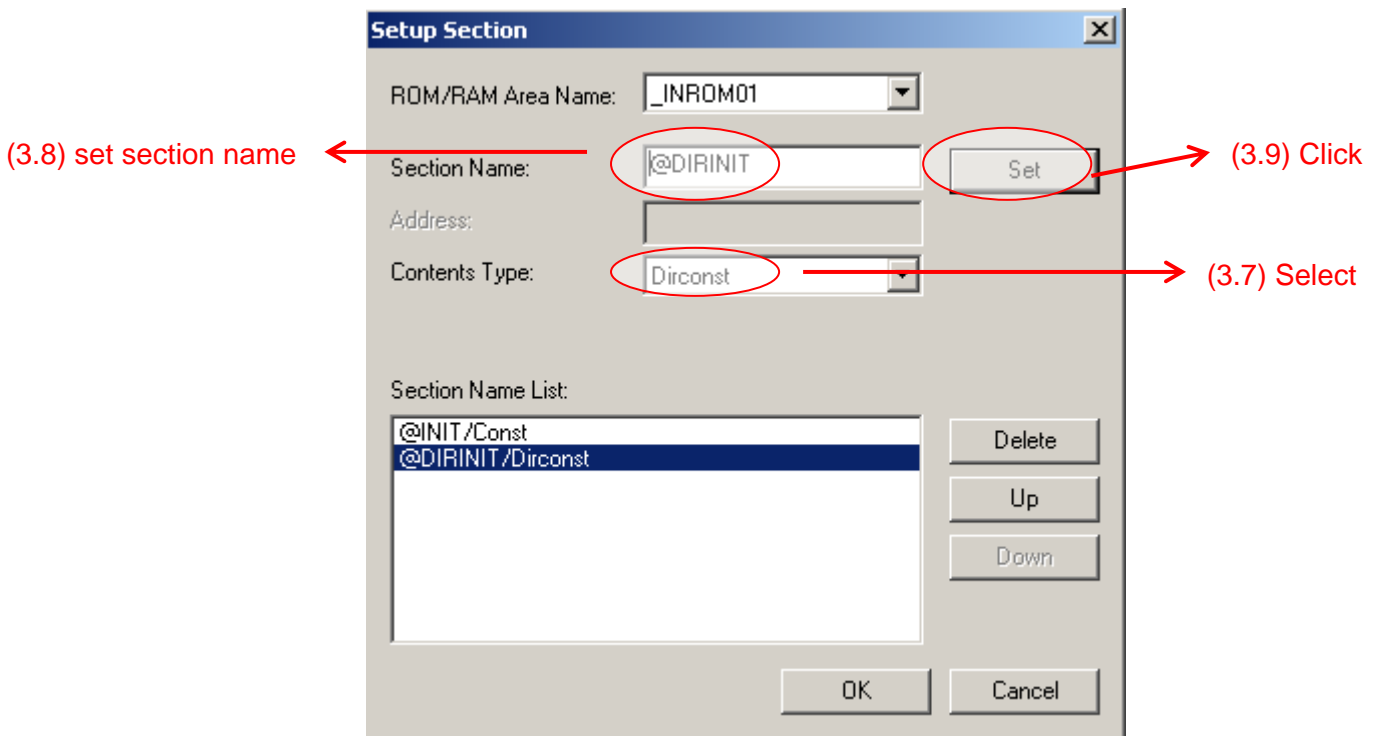 Setup Section
ROM/RAM Area Name: _INROM01
(3.8) set section name
Section Name: @DIRINIT Set
(3.9) Click
Address:
Contents Type: Dirconst
(3.7) Select
Section Name List:
@INIT/Const
@DIRINIT/Dirconst
Delete
Up
Down
OK Cancel